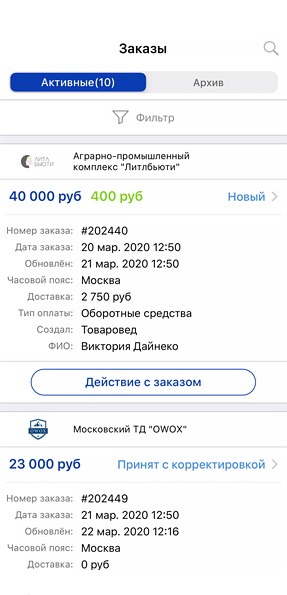 Заказы
Активные(10) Архив
Фильтр
ЛИТЛ
БЬЮТИ
Аграрно-промышленный
комплекс "Литлбьюти"
40 000 руб 400 руб Новый
Номер заказа: #202440
Дата заказа: 20 мар. 2020 12:50
Обновлён: 21 мар. 2020 12:50
Часовой пояс: Москва
Доставка: 2 750 руб
Тип оплаты: Оборотные средства
Создал: Товаровед
ФИО: Виктория Дайнеко
Действие с заказом
OWOX
Московский ТД "OWOX"
23 000 руб Принят с корректировкой
Номер заказа: #202449
Дата заказа: 21 мар. 2020 12:50
Обновлён: 22 мар. 2020 12:16
Часовой пояс: Москва
Доставка: 0 руб